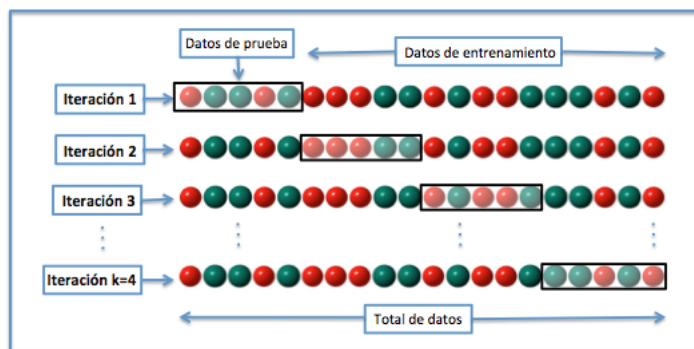 Datos de prueba
Datos de entrenamiento
Iteración 1
Iteración 2
Iteración 3
Iteración k=4
Total de datos